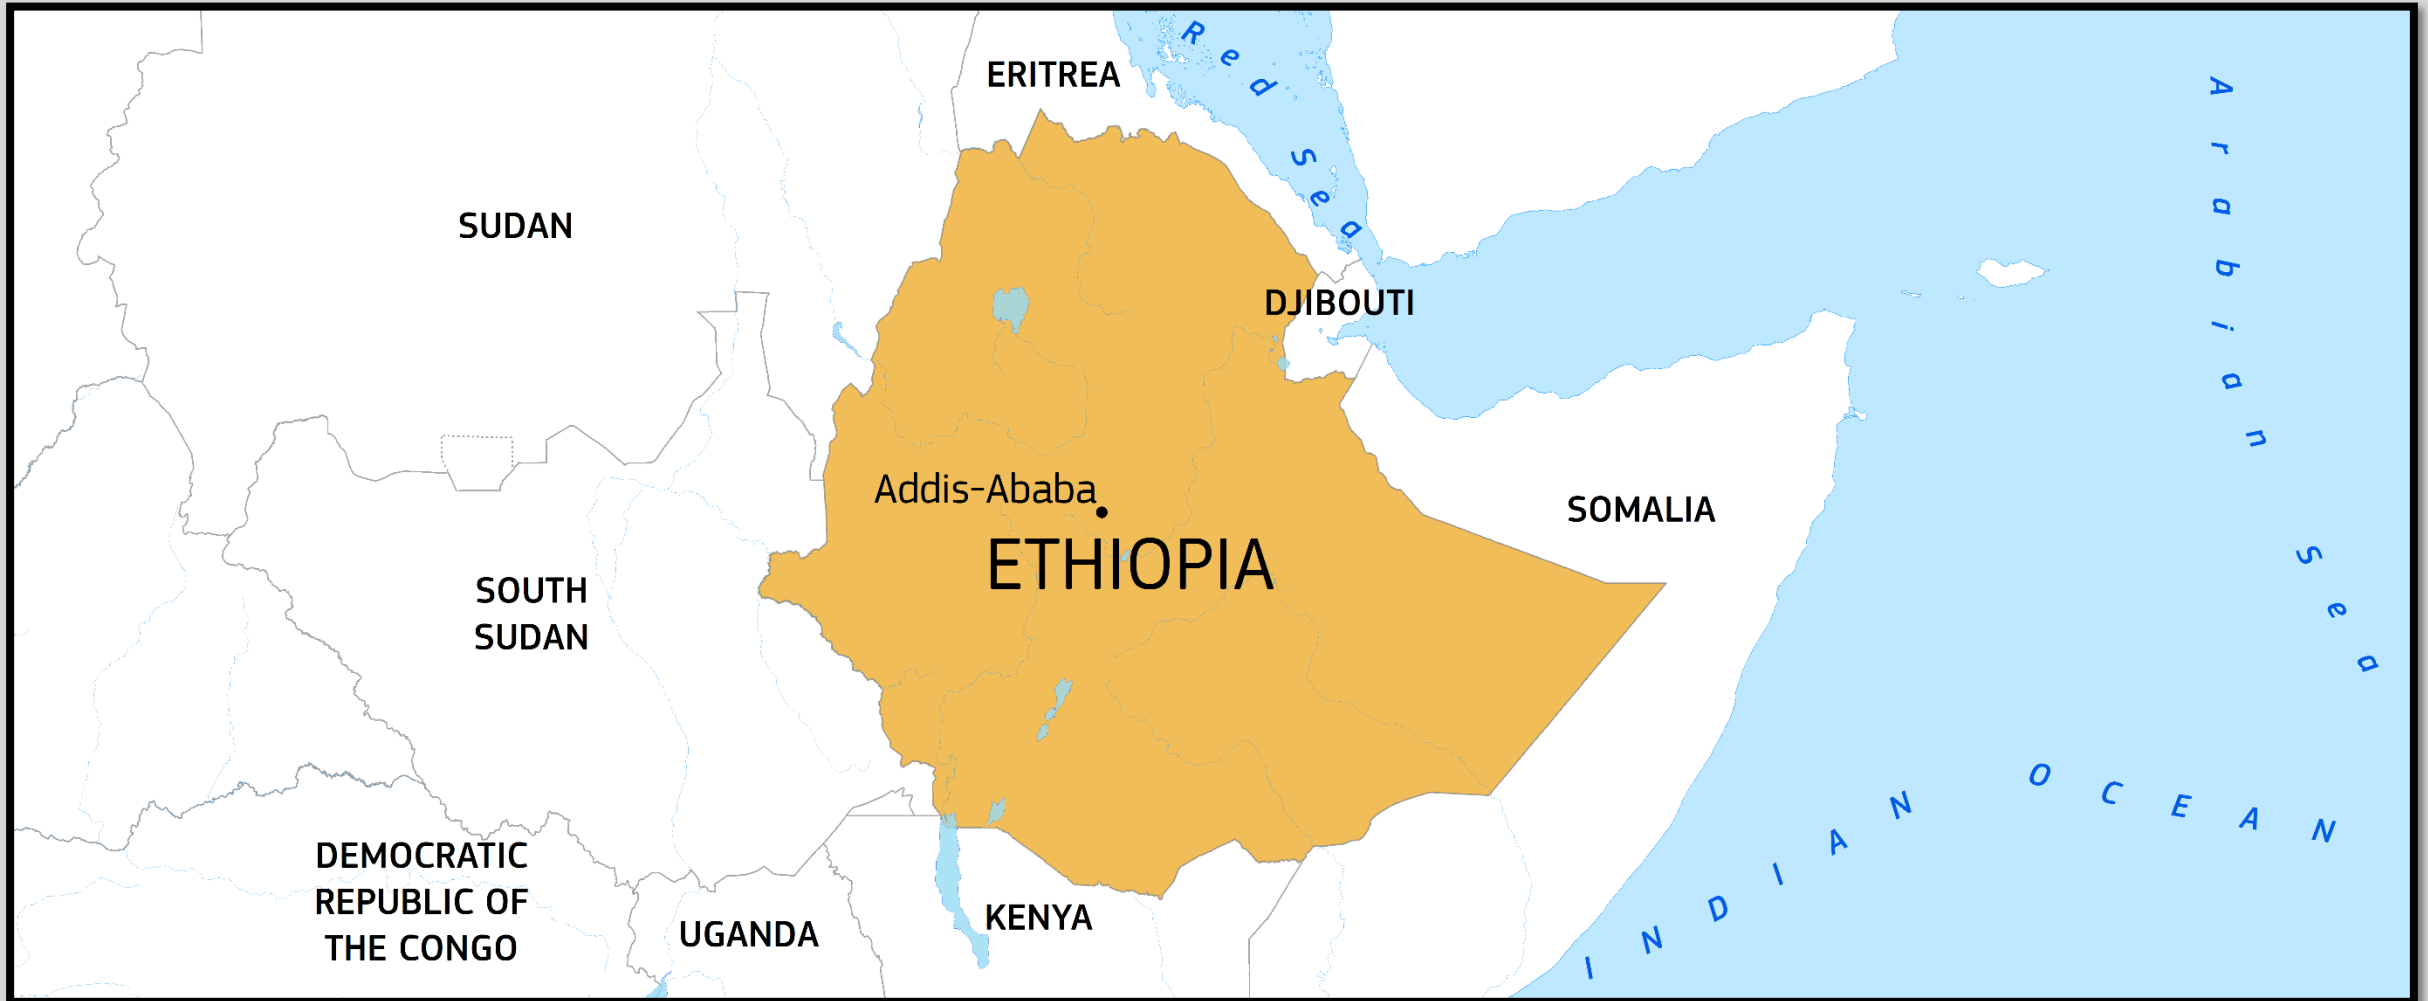 Red Sea
ERITREA
Arabian Sea
SUDAN
DJIBOUTI
Addis-Ababa
SOMALIA
ETHIOPIA
SOUTH
SUDAN
INDIAN OCEAN
DEMOCRATIC
REPUBLIC OF
THE CONGO
UGANDA
KENYA